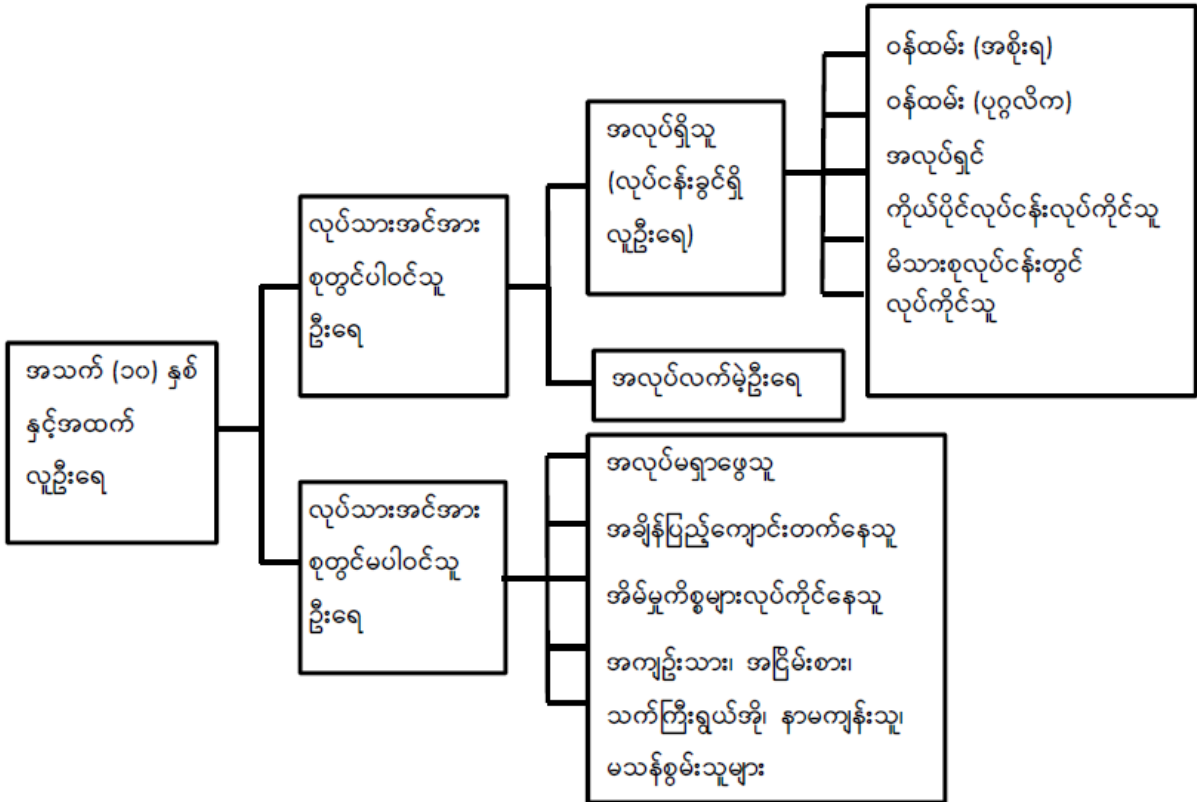 အသက် (၁၀) နှစ်
နှင့်အထက်
လူဦးရေ
လုပ်သားအင်အား
စုတွင်ပါဝင်သူ
ဦးရေ
အလုပ်ရှိသူ
(လုပ်ငန်းခွင်ရှိ
လူဦးရေ)
ဝန်ထမ်း (အစိုးရ)
ဝန်ထမ်း (ပုဂ္ဂလိက)
အလုပ်ရှင်
ကိုယ်ပိုင်လုပ်ငန်းလုပ်ကိုင်သူ
မိသားစုလုပ်ငန်းတွင်
လုပ်ကိုင်သူ
အလုပ်လက်မဲ့ဦးရေ
လုပ်သားအင်အား
စုတွင်မပါဝင်သူ
ဦးရေ
အလုပ်မရှာဖွေသူ
အချိန်ပြည့်ကျောင်းတက်နေသူ
အိမ်မှုကိစ္စများလုပ်ကိုင်နေသူ
အကျဉ်းသား၊ အငြိမ်းစား၊
သက်ကြီးရွယ်အို၊ နာမကျန်းသူ၊
မသန်စွမ်းသူများ